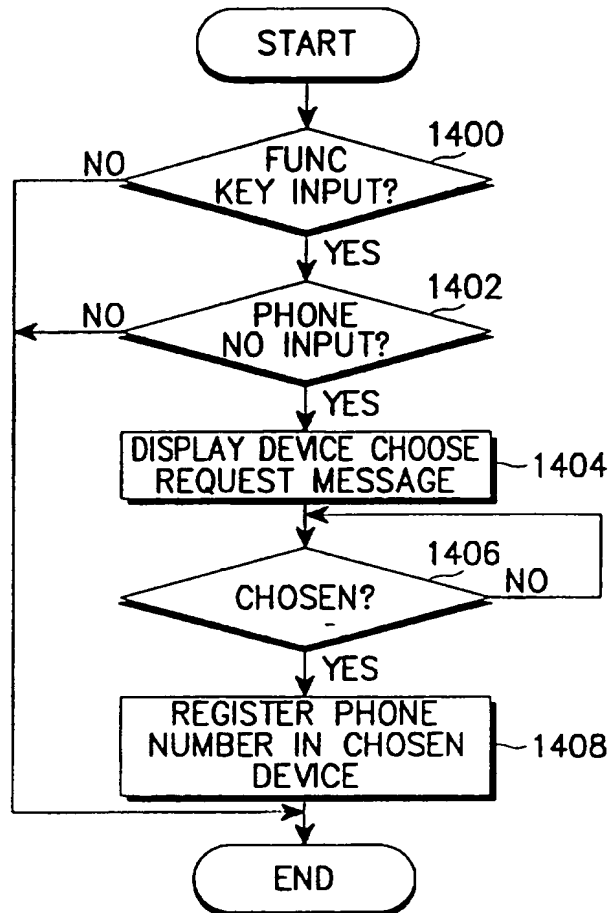 START
1400
NO
FUNC
KEY INPUT?
YES
1402
NO
PHONE
NO INPUT?
YES
DISPLAY DEVICE CHOOSE
REQUEST MESSAGE
1404
1406
CHOSEN?
NO
YES
REGISTER PHONE
NUMBER IN CHOSEN
DEVICE
1408
END